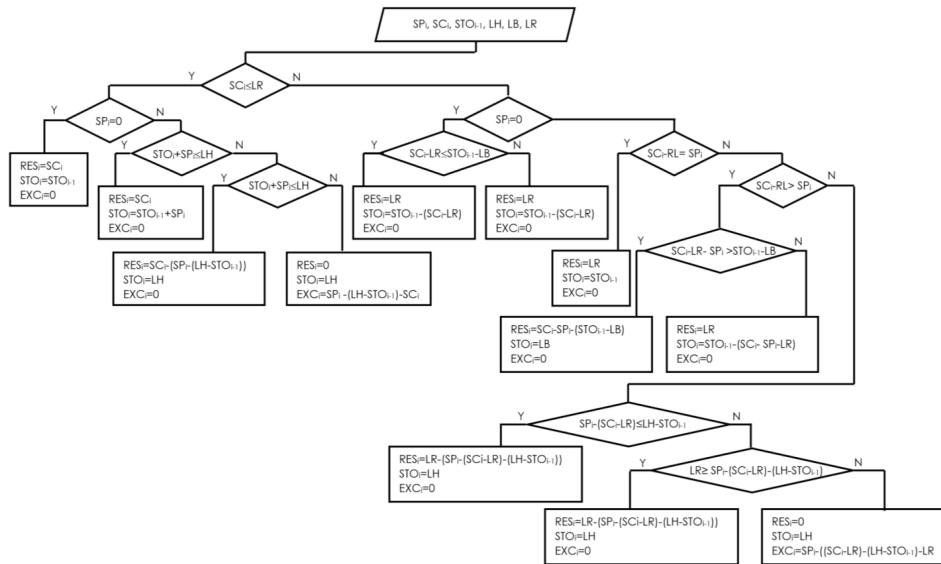 SPᵢ, SCᵢ, STOᵢ₋₁, LH, LB, LR
Y
N
SCᵢ≤LR
Y
N
SPᵢ=0
Y
N
SPᵢ=0
RESᵢ=SCᵢ
STOᵢ=STOᵢ₋₁
EXCᵢ=0
Y
N
STOᵢ+SPᵢ≤LH
Y
N
SCᵢ-LR≤STOᵢ₋₁-LB
Y
N
SCᵢ-RL= SPᵢ
RESᵢ=SCᵢ
STOᵢ=STOᵢ₋₁+SPᵢ
EXCᵢ=0
Y
N
STOᵢ+SPᵢ≤LH
RESᵢ=LR
STOᵢ=STOᵢ₋₁-(SCᵢ-LR)
EXCᵢ=0
RESᵢ=LR
STOᵢ=STOᵢ₋₁-(SCᵢ-LR)
EXCᵢ=0
Y
N
SCᵢ-RL> SPᵢ
RESᵢ=SCᵢ-(SPᵢ-(LH-STOᵢ₋₁))
STOᵢ=LH
EXCᵢ=0
RESᵢ=0
STOᵢ=LH
EXCᵢ=SPᵢ -(LH-STOᵢ₋₁)-SCᵢ
RESᵢ=LR
STOᵢ=STOᵢ₋₁
EXCᵢ=0
Y
N
SCᵢ-LR- SPᵢ >STOᵢ₋₁-LB
RESᵢ=SCᵢ-SPᵢ-(STOᵢ₋₁-LB)
STOᵢ=LB
EXCᵢ=0
RESᵢ=LR
STOᵢ=STOᵢ₋₁-(SCᵢ- SPᵢ-LR)
EXCᵢ=0
Y
N
SPᵢ-(SCᵢ-LR)≤LH-STOᵢ₋₁
RESᵢ=LR-(SPᵢ-(SCi-LR)-(LH-STOᵢ₋₁))
STOᵢ=LH
EXCᵢ=0
Y
N
LR≥ SPᵢ-(SCᵢ-LR)-(LH-STOᵢ₋₁)
RESᵢ=LR-(SPᵢ-(SCi-LR)-(LH-STOᵢ₋₁))
STOᵢ=LH
EXCᵢ=0
RESᵢ=0
STOᵢ=LH
EXCᵢ=SPᵢ-((SCᵢ-LR)-(LH-STOᵢ₋₁)-LR